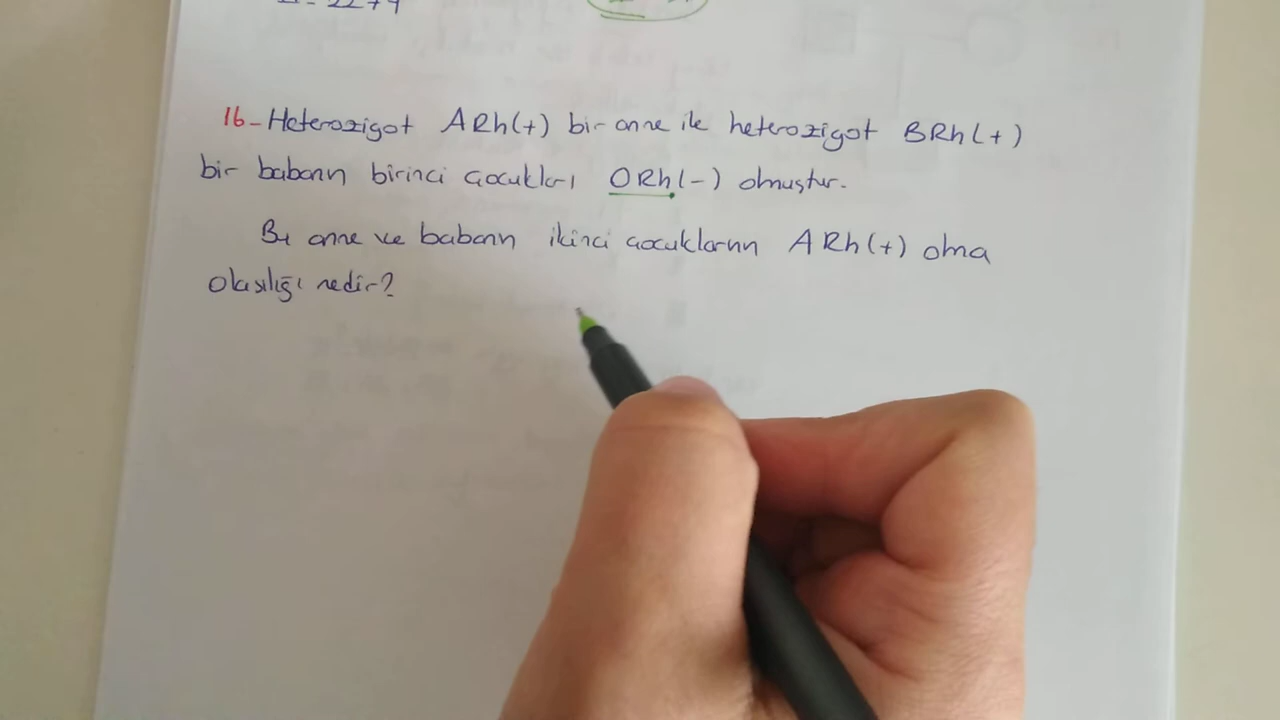 16- Heterozigot ARh(+) bir anne ile heterozigot BRh(+)
bir babanın birinci çocukları ORh(-) olmuştur.
Bu anne ve babanın ikinci çocuklarının ARh(+) olma
olasılığı nedir?